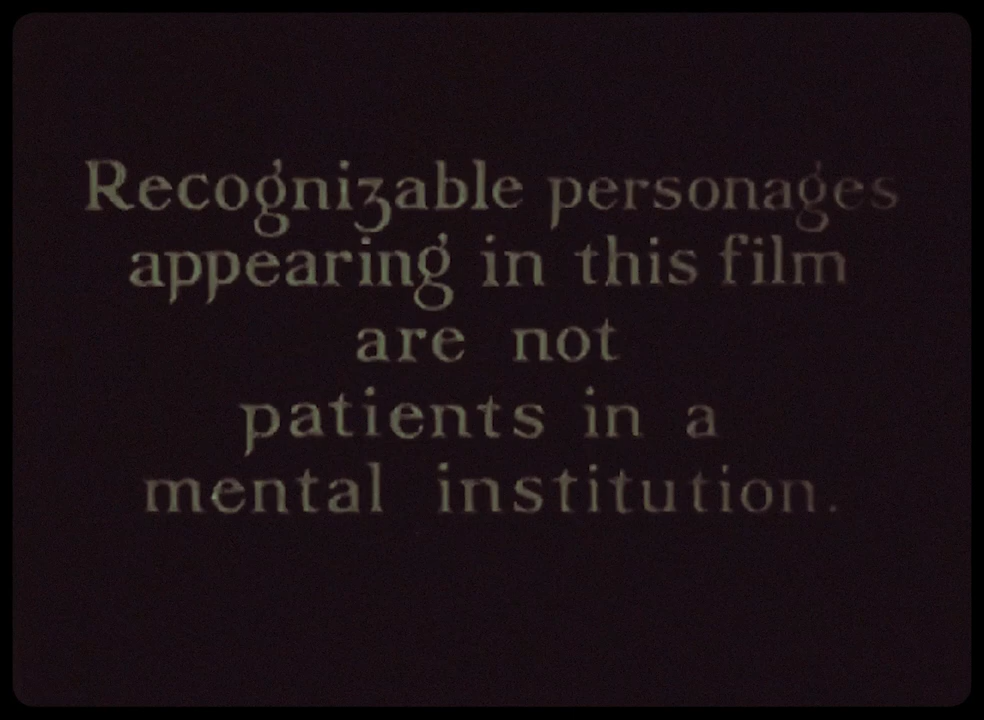 Recognizable personages
appearing in this film
are not
patients in a
mental institution.